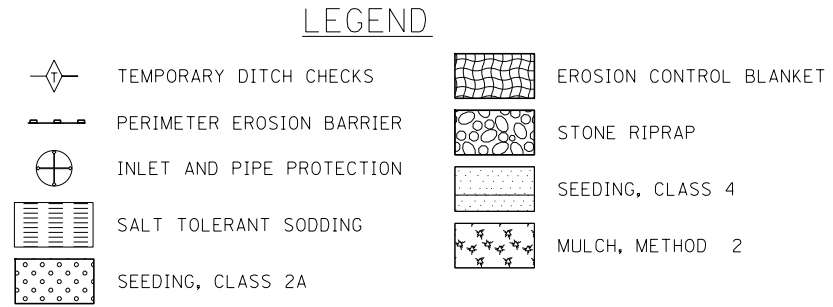 LEGEND
T
TEMPORARY DITCH CHECKS
PERIMETER EROSION BARRIER
INLET AND PIPE PROTECTION
SALT TOLERANT SODDING
SEEDING, CLASS 2A
EROSION CONTROL BLANKET
STONE RIPRAP
SEEDING, CLASS 4
MULCH, METHOD 2